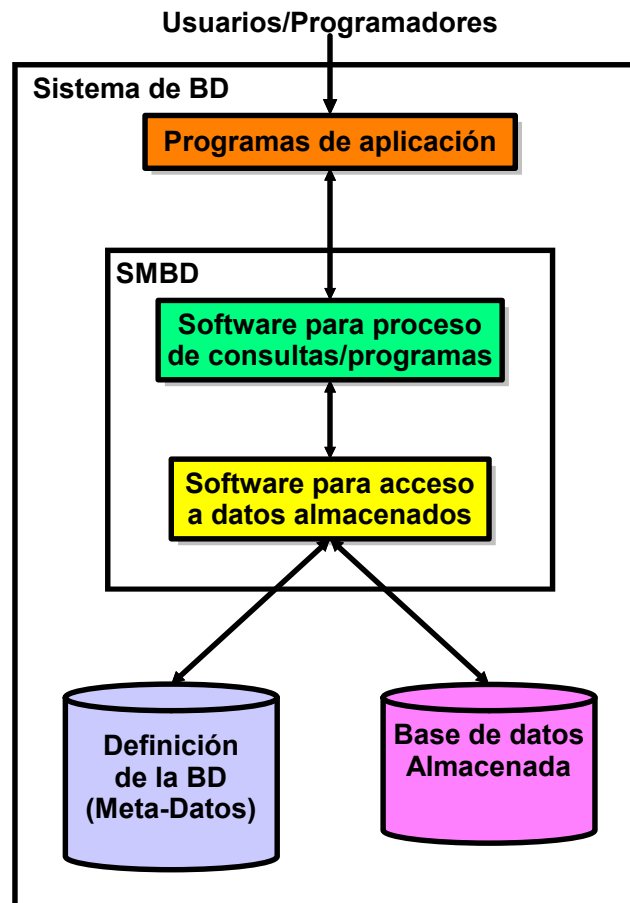 Usuarios/Programadores
Sistema de BD
Programas de aplicación
SMBD
Software para proceso
de consultas/programas
Software para acceso
a datos almacenados
Definición
de la BD
(Meta-Datos)
Base de datos
Almacenada